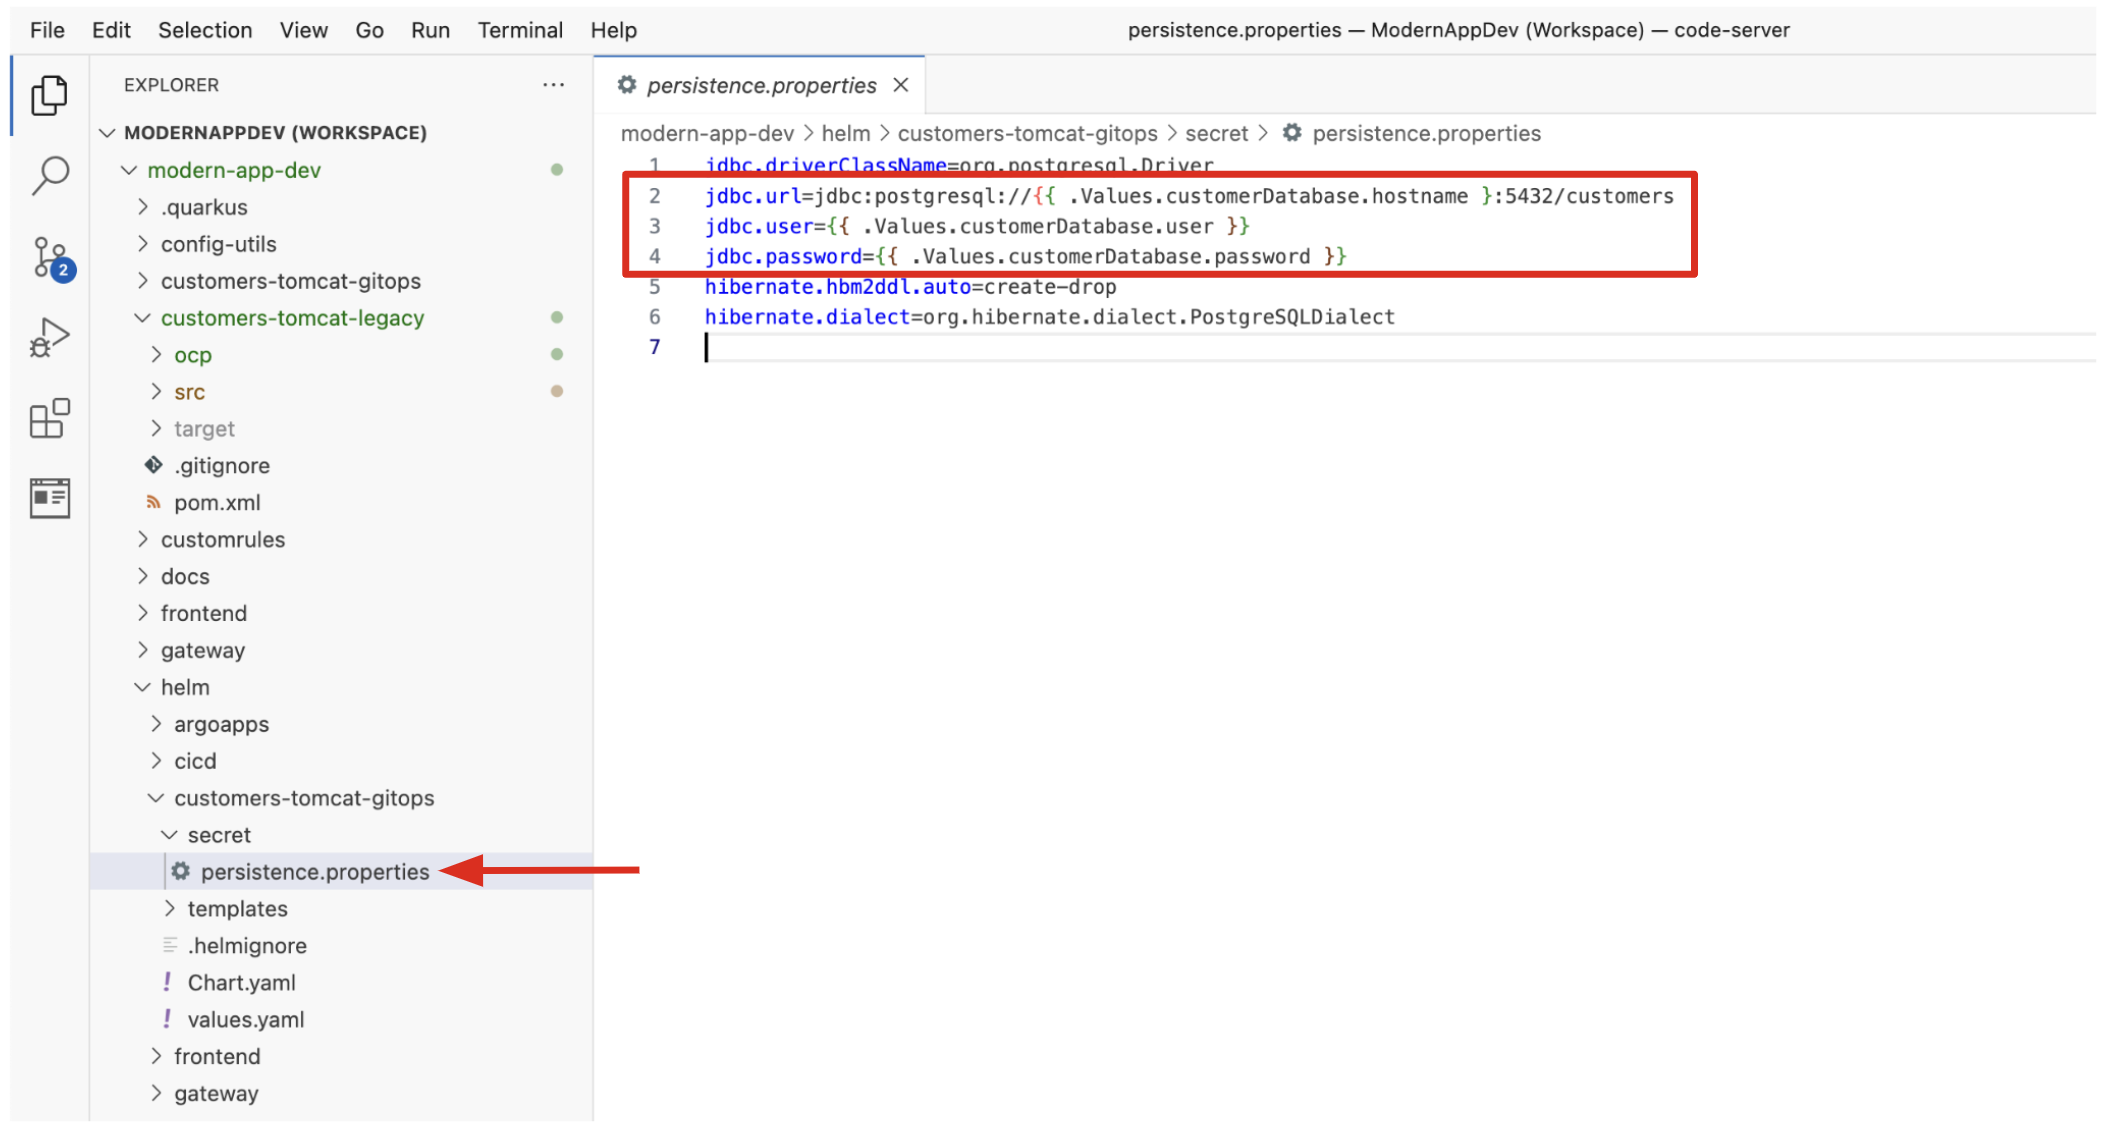 File Edit Selection View Go Run Terminal Help
persistence.properties — ModernAppDev (Workspace) — code-server
EXPLORER
MODERNAPPDEV (WORKSPACE)
modern-app-dev
.quarkus
config-utils
customers-tomcat-gitops
customers-tomcat-legacy
ocp
src
target
.gitignore
pom.xml
customrules
docs
frontend
gateway
helm
argoapps
cicd
customers-tomcat-gitops
secret
persistence.properties
templates
.helmignore
Chart.yaml
values.yaml
frontend
gateway
2
persistence.properties
modern-app-dev > helm > customers-tomcat-gitops > secret > persistence.properties
1 jdbc.driverClassName=org.postgresql.Driver
2 jdbc.url=jdbc:postgresql://{{ .Values.customerDatabase.hostname }:5432/customers
3 jdbc.user={{ .Values.customerDatabase.user }}
4 jdbc.password={{ .Values.customerDatabase.password }}
5 hibernate.hbm2ddl.auto=create-drop
6 hibernate.dialect=org.hibernate.dialect.PostgreSQLDialect
7